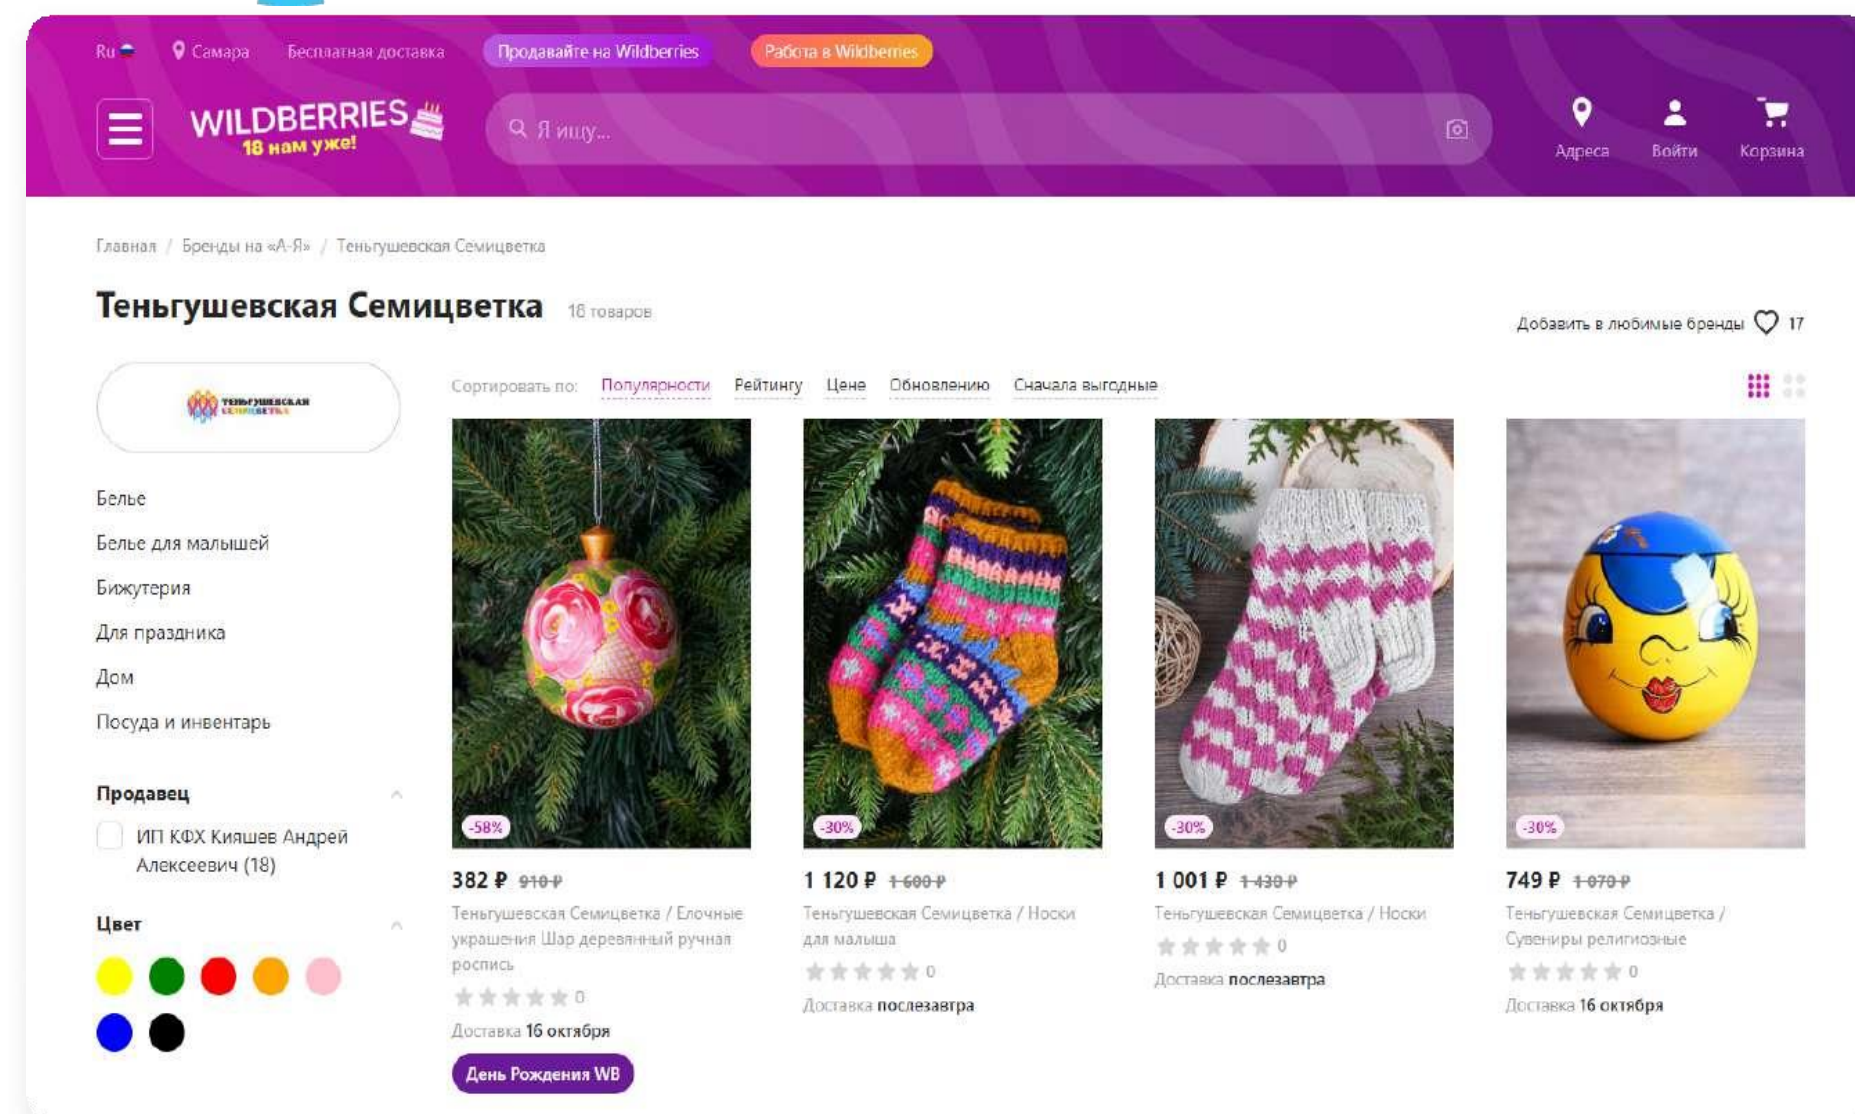 Ru
Самара
Бесплатная доставка
Продавайте на Wildberries
Работа в Wildberries
WILDBERRIES
18 нам уже!
Я ищу...
Адреса
Войти
Корзина
Главная / Бренды на «А-Я» / Теньгушевская Семицветка
Теньгушевская Семицветка
18 товаров
Добавить в любимые бренды
17
ТЕНЬГУШЕВСКАЯ
СЕМИЦВЕТКА
Сортировать по:
Популярности
Рейтингу
Цене
Обновлению
Сначала выгодные
Белье
Белье для малышей
Бижутерия
Для праздника
Дом
Посуда и инвентарь
Продавец
ИП КФХ Кияшев Андрей
Алексеевич (18)
Цвет
-58%
382 ₽ 910 ₽
Теньгушевская Семицветка / Елочные
украшения Шар деревянный ручная
роспись
0
Доставка 16 октября
День Рождения WB
-30%
1 120 ₽ 1 600 ₽
Теньгушевская Семицветка / Носки
для малыша
0
Доставка послезавтра
-30%
1 001 ₽ 1 430 ₽
Теньгушевская Семицветка / Носки
0
Доставка послезавтра
-30%
749 ₽ 1 070 ₽
Теньгушевская Семицветка /
Сувениры религиозные
0
Доставка 16 октября